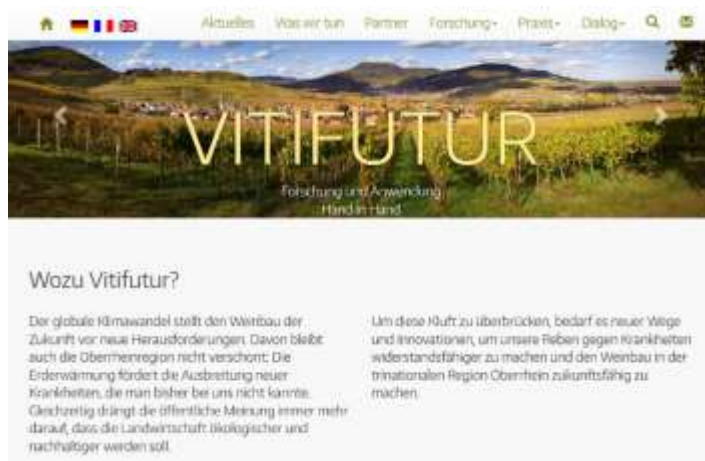 Aktuelles Was wir tun Partner Forschung Praxis Dialog
VITIFUTUR
Forschung und Anwendung
Hand in Hand
Wozu Vitifutur?
Der globale Klimawandel stellt den Weinbau der
Zukunft vor neue Herausforderungen. Davon bleibt
auch die Oberrheinregion nicht verschont: Die
Erderwärmung fördert die Ausbreitung neuer
Krankheiten, die man bisher bei uns nicht kannte.
Gleichzeitig drängt die öffentliche Meinung immer mehr
darauf, dass die Landwirtschaft ökologischer und
nachhaltiger werden soll.
Um diese Kluft zu überbrücken, bedarf es neuer Wege
und Innovationen, um unsere Reben gegen Krankheiten
widerstandsfähiger zu machen und den Weinbau in der
trinationalen Region Oberrhein zukunftsfähig zu
machen.